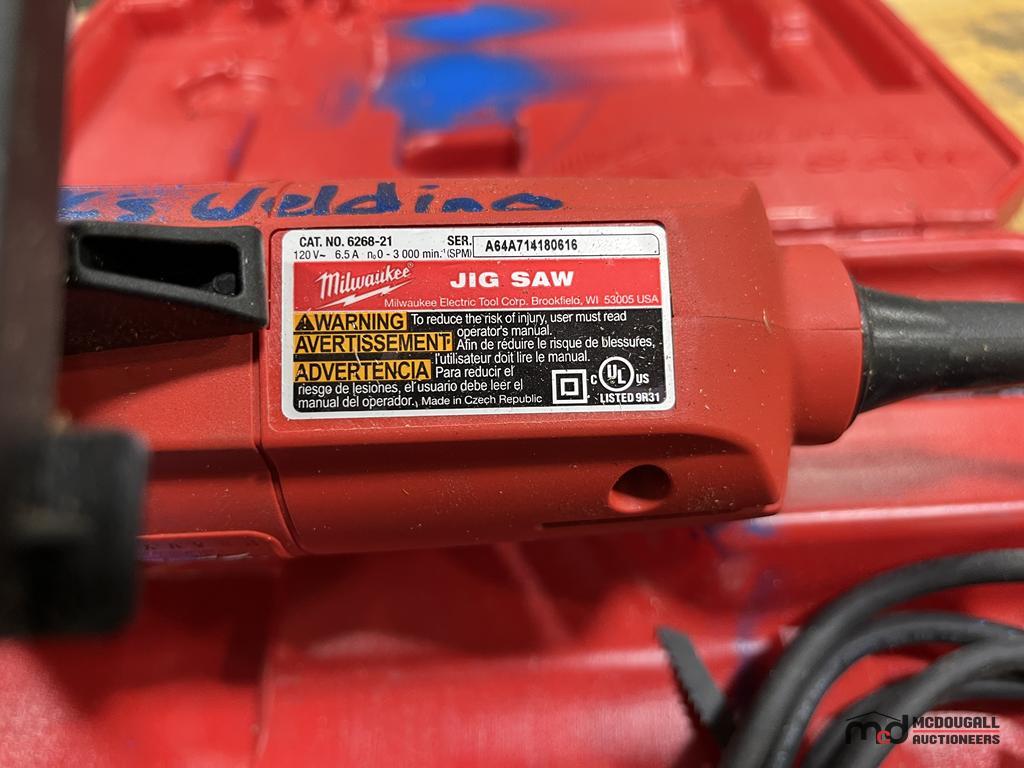 Welding
CAT. NO. 6268-21 SER. A64A714180616
120 V~ 6.5 A n₀0 - 3 000 min.⁻¹(SPM)
Milwaukee® JIG SAW
Milwaukee Electric Tool Corp. Brookfield, WI 53005 USA
WARNING To reduce the risk of injury, user must read
operator's manual.
AVERTISSEMENT Afin de réduire le risque de blessures,
l'utilisateur doit lire le manual.
ADVERTENCIA Para reducir el
riesgo de lesiones, el usuario debe leer el
manual del operador. Made in Czech Republic
C UL US
LISTED 9R31
mcd MCDOUGALL
AUCTIONEERS